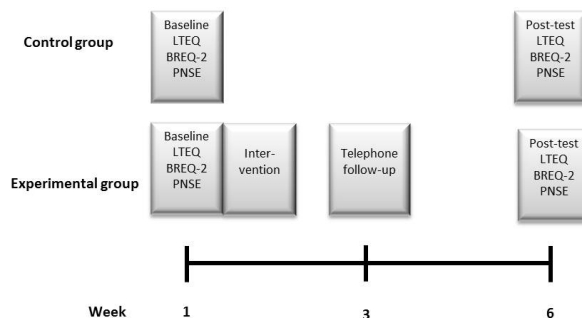 Control group
Baseline
LTEQ
BREQ-2
PNSE
Post-test
LTEQ
BREQ-2
PNSE
Experimental group
Baseline
LTEQ
BREQ-2
PNSE
Inter-
vention
Telephone
follow-up
Post-test
LTEQ
BREQ-2
PNSE
Week 1 3 6